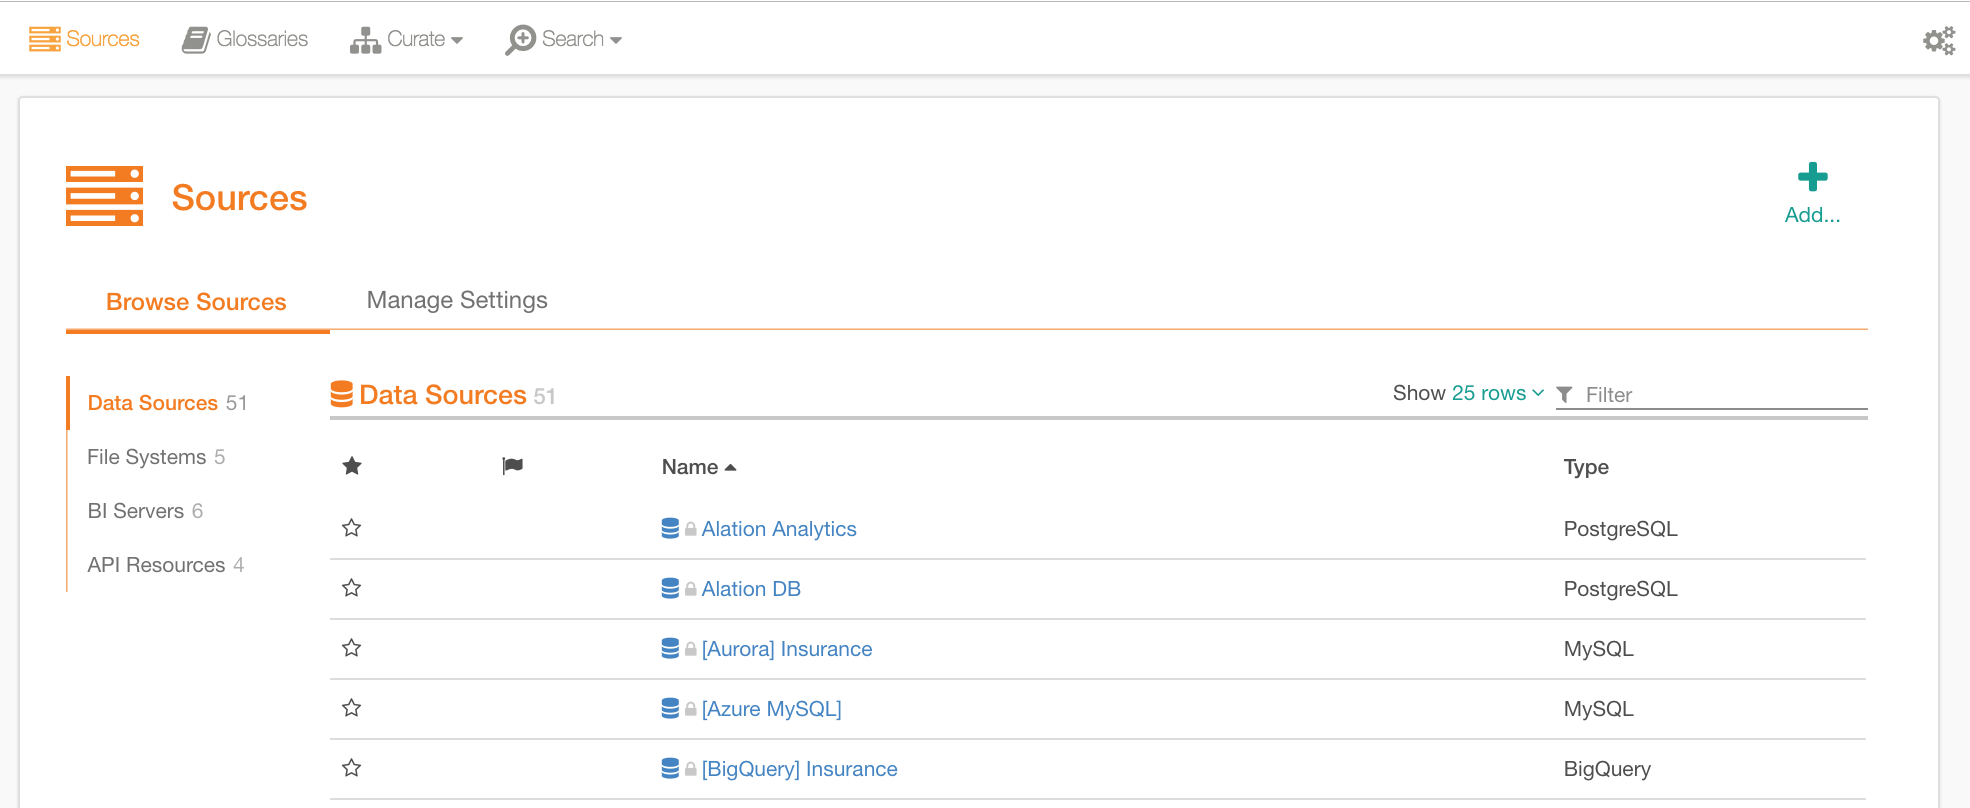 Sources Glossaries Curate Search
Sources
Add...
Browse Sources Manage Settings
Data Sources 51
File Systems 5
BI Servers 6
API Resources 4
Data Sources 51 Show 25 rows Filter
Name Type
Alation Analytics PostgreSQL
Alation DB PostgreSQL
[Aurora] Insurance MySQL
[Azure MySQL] MySQL
[BigQuery] Insurance BigQuery